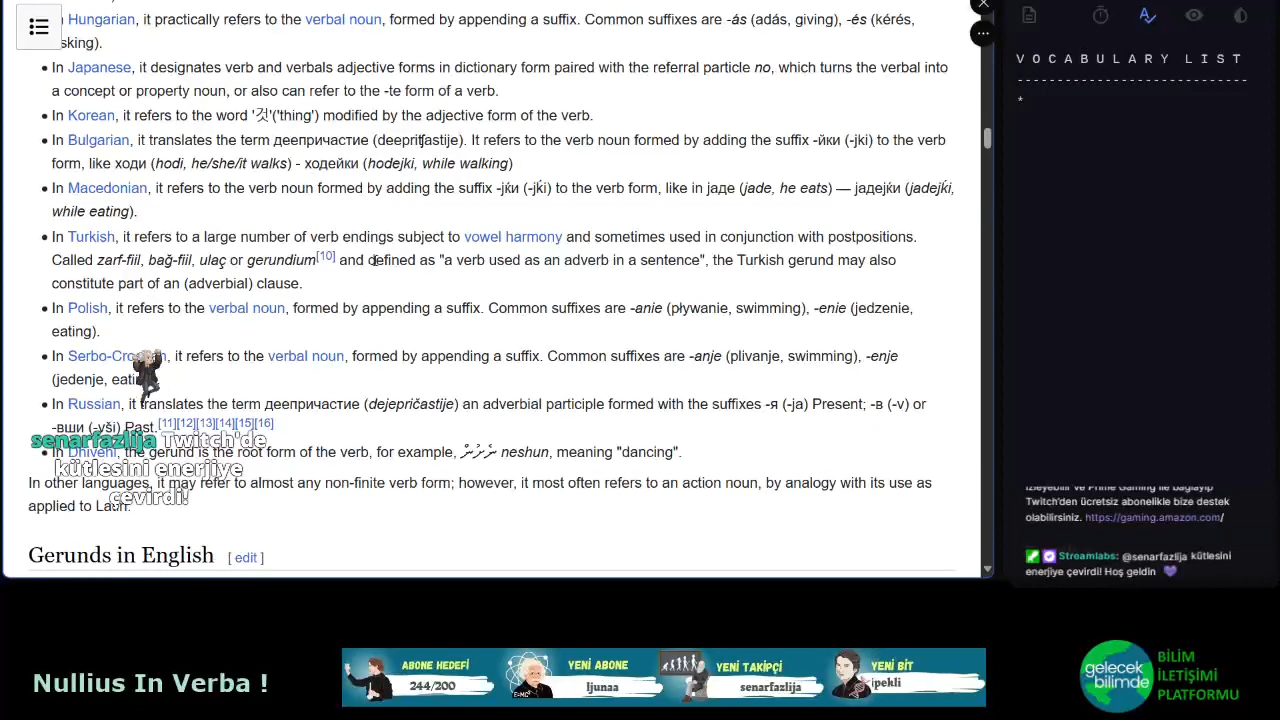 Hungarian, it practically refers to the verbal noun, formed by appending a suffix. Common suffixes are -ás (adás, giving), -és (kérés,
sking).
• In Japanese, it designates verb and verbals adjective forms in dictionary form paired with the referral particle no, which turns the verbal into
a concept or property noun, or also can refer to the -te form of a verb.
• In Korean, it refers to the word '것'('thing') modified by the adjective form of the verb.
• In Bulgarian, it translates the term деепричастие (deepriʧastije). It refers to the verb noun formed by adding the suffix -йки (-jki) to the verb
form, like ходи (hodi, he/she/it walks) - ходейки (hodejki, while walking)
• In Macedonian, it refers to the verb noun formed by adding the suffix -јќи (-jḱi) to the verb form, like in јаде (jade, he eats) — јадејќи (jadejḱi,
while eating).
• In Turkish, it refers to a large number of verb endings subject to vowel harmony and sometimes used in conjunction with postpositions.
Called zarf-fiil, bağ-fiil, ulaç or gerundium[10] and defined as "a verb used as an adverb in a sentence", the Turkish gerund may also
constitute part of an (adverbial) clause.
• In Polish, it refers to the verbal noun, formed by appending a suffix. Common suffixes are -anie (pływanie, swimming), -enie (jedzenie,
eating).
• In Serbo-Cro n, it refers to the verbal noun, formed by appending a suffix. Common suffixes are -anje (plivanje, swimming), -enje
(jedenje, eati
• In Russian, it translates the term деепричастие (dejepričastije) an adverbial participle formed with the suffixes -я (-ja) Present; -в (-v) or
-вши (-vši) Past.[11][12][13][14][15][16]
• In Dhivehi, the gerund is the root form of the verb, for example, neshun, meaning "dancing".
In other languages, it may refer to almost any non-finite verb form; however, it most often refers to an action noun, by analogy with its use as
applied to Latin.
Gerunds in English [ edit ]
senarfazlija Twitch'de
kütlesini enerjiye
çevirdi!
VOCABULARY LIST
---------------------------
*
izleyebilir ve Prime Gaming ile bağlayıp
Twitch'den ücretsiz abonelikle bize destek
olabilirsiniz. https://gaming.amazon.com/
Streamlabs: @senarfazlija kütlesini
enerjiye çevirdi! Hoş geldin
Nullius In Verba !
ABONE HEDEFİ
244/200
E=MC²
YENİ ABONE
ljunaa
YENİ TAKİPÇİ
senarfazlija
YENİ BİT
ipekli
gelecek
bilimde
BİLİM
İLETİŞİMİ
PLATFORMU